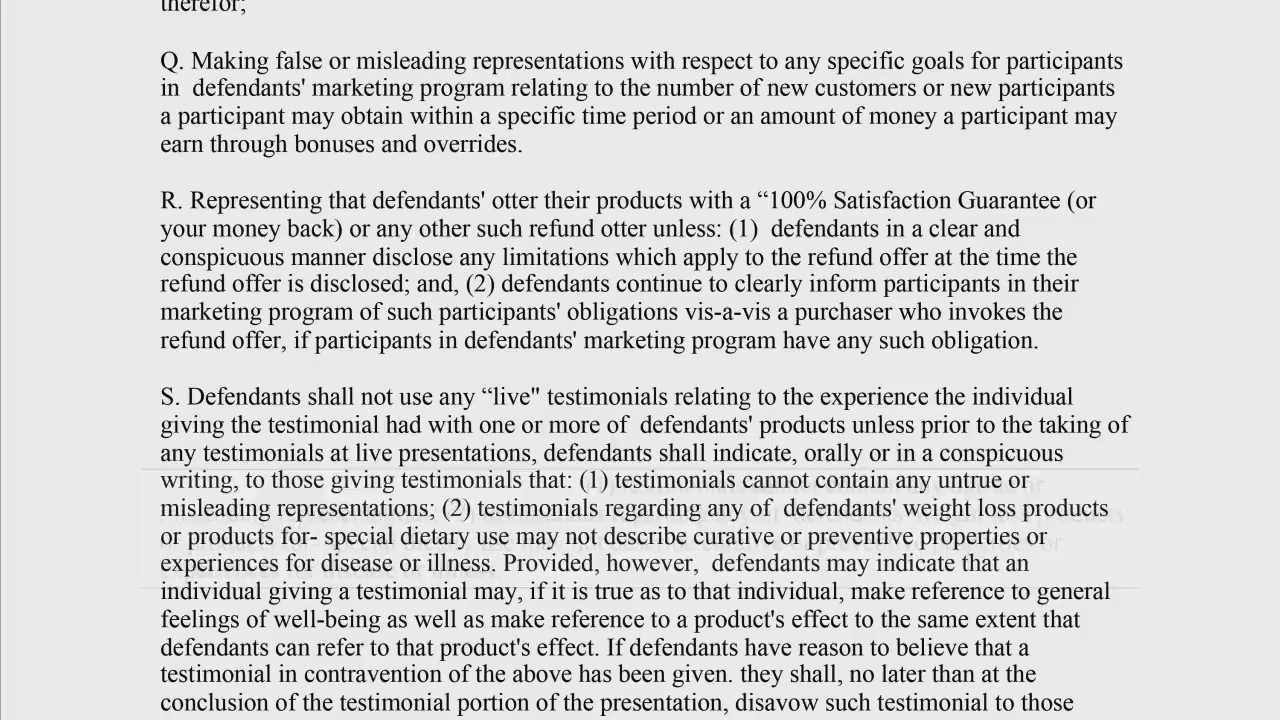 therefor;
Q. Making false or misleading representations with respect to any specific goals for participants
in defendants' marketing program relating to the number of new customers or new participants
a participant may obtain within a specific time period or an amount of money a participant may
earn through bonuses and overrides.
R. Representing that defendants' otter their products with a “100% Satisfaction Guarantee (or
your money back) or any other such refund otter unless: (1) defendants in a clear and
conspicuous manner disclose any limitations which apply to the refund offer at the time the
refund offer is disclosed; and, (2) defendants continue to clearly inform participants in their
marketing program of such participants' obligations vis-a-vis a purchaser who invokes the
refund offer, if participants in defendants' marketing program have any such obligation.
S. Defendants shall not use any “live" testimonials relating to the experience the individual
giving the testimonial had with one or more of defendants' products unless prior to the taking of
any testimonials at live presentations, defendants shall indicate, orally or in a conspicuous
writing, to those giving testimonials that: (1) testimonials cannot contain any untrue or
misleading representations; (2) testimonials regarding any of defendants' weight loss products
or products for- special dietary use may not describe curative or preventive properties or
experiences for disease or illness. Provided, however, defendants may indicate that an
individual giving a testimonial may, if it is true as to that individual, make reference to general
feelings of well-being as well as make reference to a product's effect to the same extent that
defendants can refer to that product's effect. If defendants have reason to believe that a
testimonial in contravention of the above has been given. they shall, no later than at the
conclusion of the testimonial portion of the presentation, disavow such testimonial to those